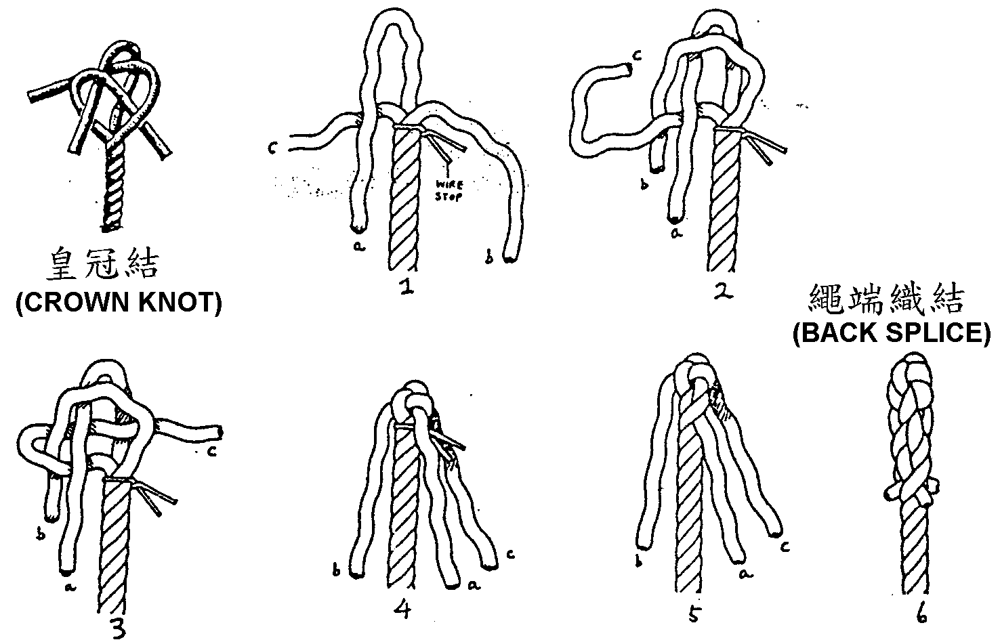 皇冠結
(CROWN KNOT)
c
a
b
WIRE
STOP
1
c
b
a
2
繩端織結
(BACK SPLICE)
c
b
a
3
b
a
c
4
b
a
c
5
6